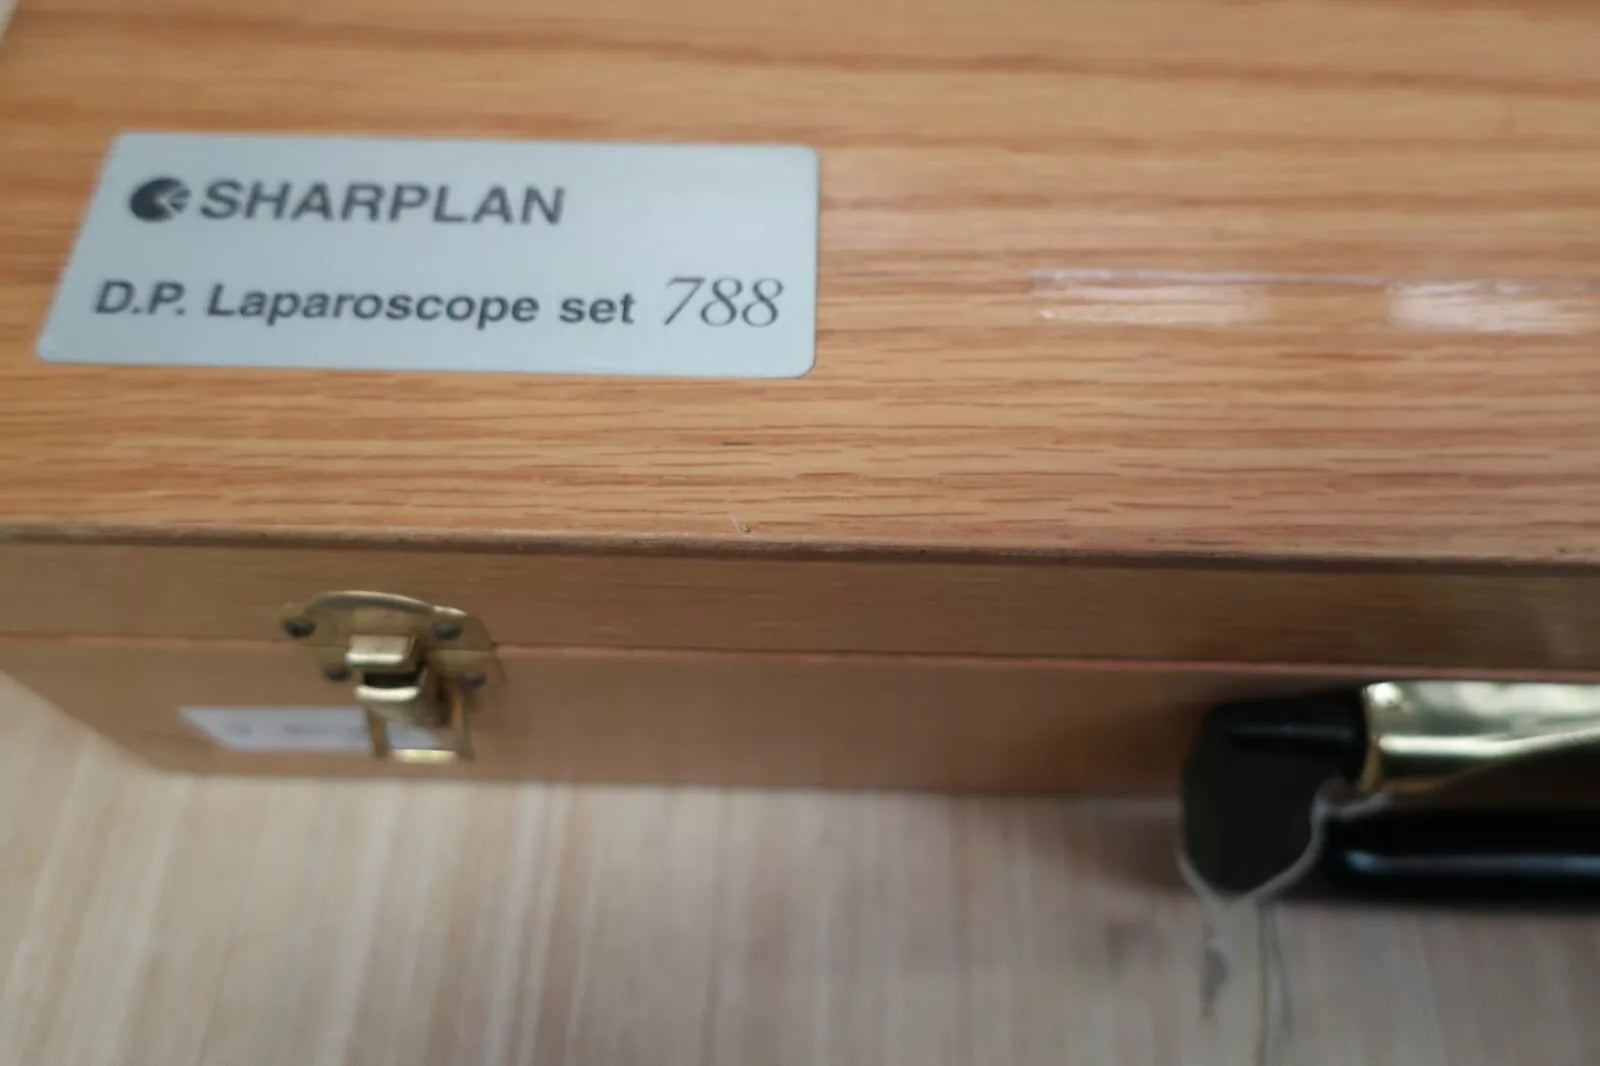 SHARPLAN
D.P. Laparoscope set 788